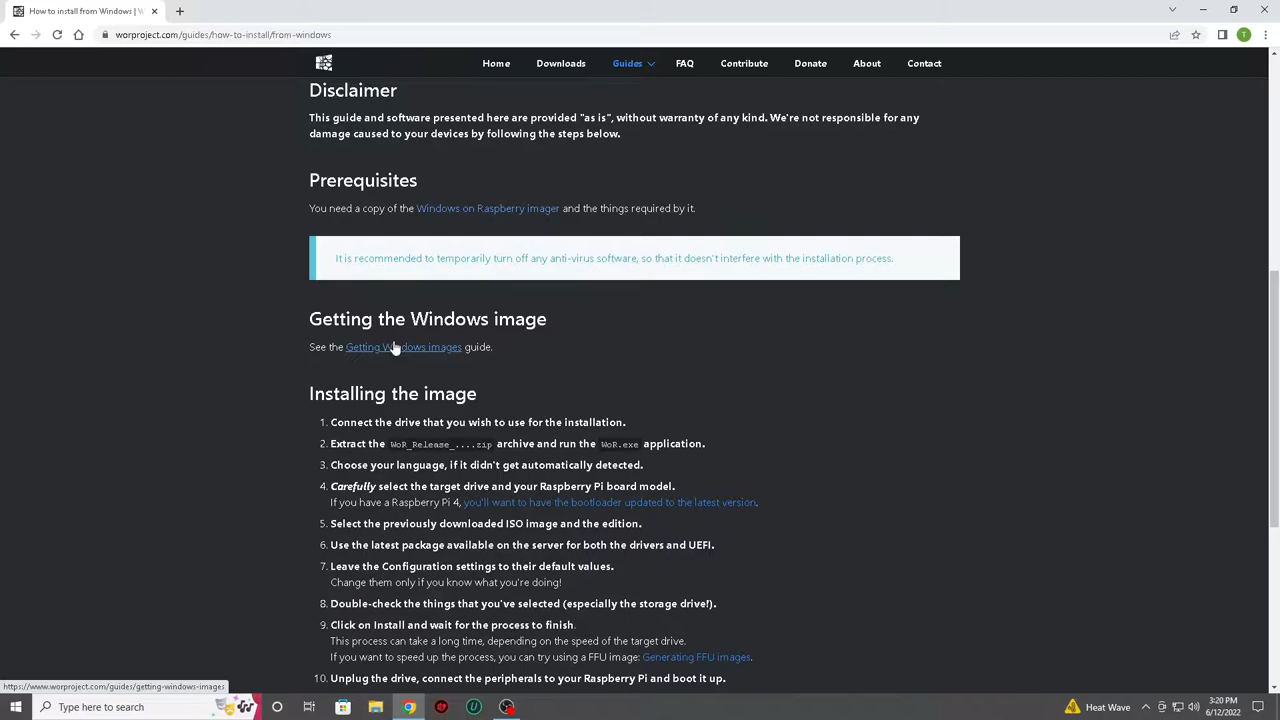 How to install from Windows | W
worproject.com/guides/how-to-install/from-windows
T
Home Downloads Guides FAQ Contribute Donate About Contact
Disclaimer
This guide and software presented here are provided "as is", without warranty of any kind. We're not responsible for any
damage caused to your devices by following the steps below.
Prerequisites
You need a copy of the Windows on Raspberry imager and the things required by it.
It is recommended to temporarily turn off any anti-virus software, so that it doesn't interfere with the installation process.
Getting the Windows image
See the Getting Windows images guide.
Installing the image
1. Connect the drive that you wish to use for the installation.
2. Extract the WoR_Release_....zip archive and run the WoR.exe application.
3. Choose your language, if it didn't get automatically detected.
4. Carefully select the target drive and your Raspberry Pi board model.
If you have a Raspberry Pi 4, you'll want to have the bootloader updated to the latest version.
5. Select the previously downloaded ISO image and the edition.
6. Use the latest package available on the server for both the drivers and UEFI.
7. Leave the Configuration settings to their default values.
Change them only if you know what you're doing!
8. Double-check the things that you've selected (especially the storage drive!).
9. Click on Install and wait for the process to finish.
This process can take a long time, depending on the speed of the target drive.
If you want to speed up the process, you can try using a FFU image: Generating FFU images.
10. Unplug the drive, connect the peripherals to your Raspberry Pi and boot it up.
https://www.worproject.com/guides/getting-windows-images
Type here to search
Heat Wave
3:20 PM
6/12/2022